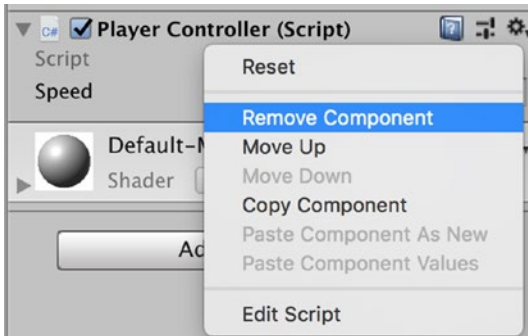 C# Player Controller (Script)
Script
Speed
Reset
Remove Component
Move Up
Move Down
Copy Component
Paste Component As New
Paste Component Values
Edit Script
Default-M
Shader
Ad